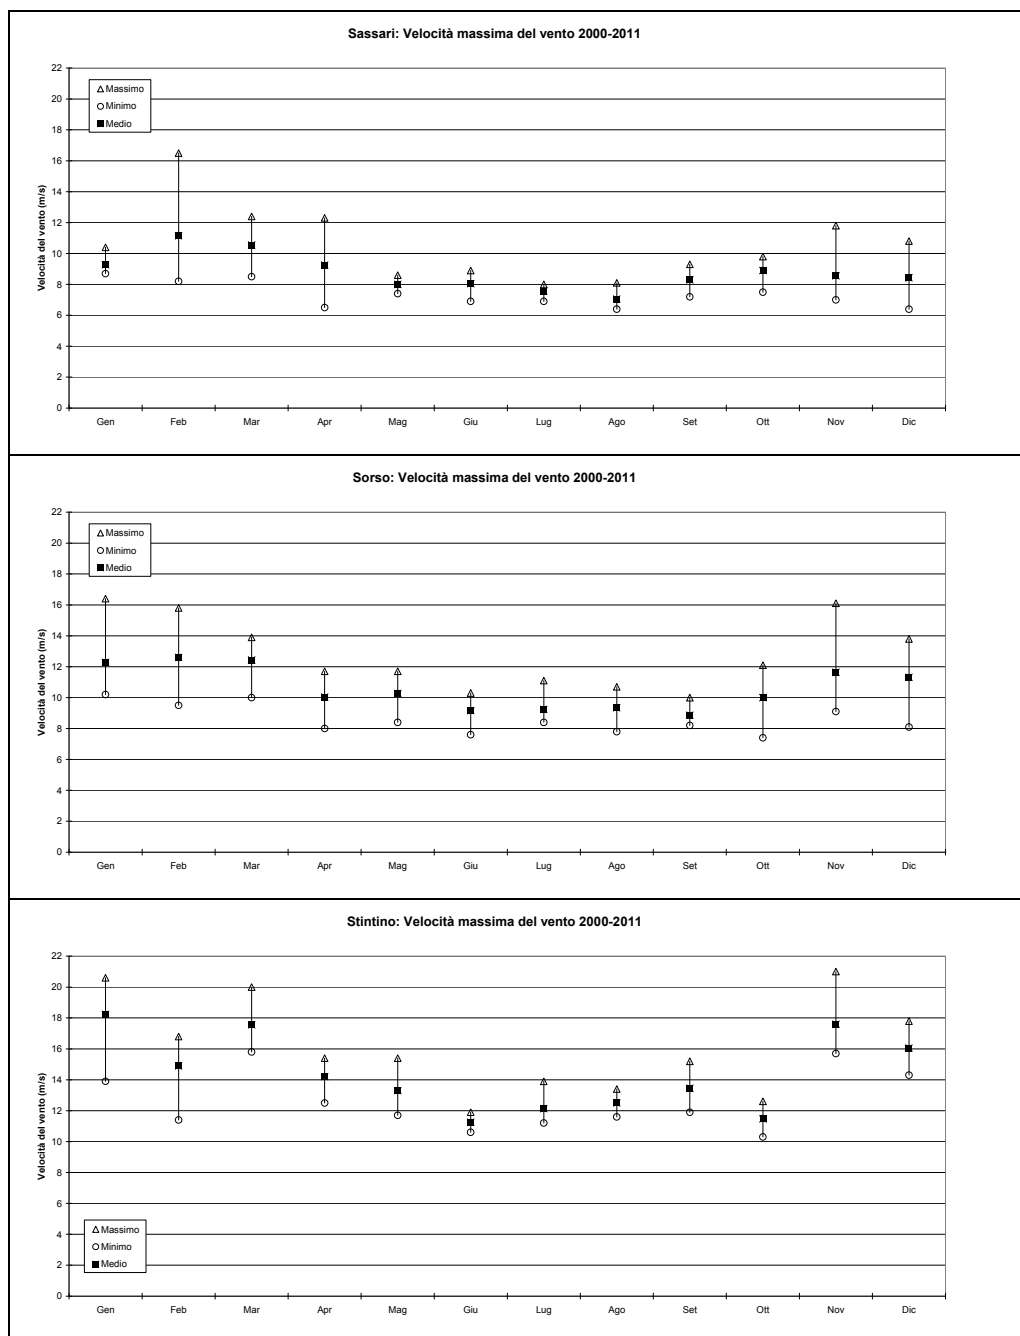 Sassari: Velocità massima del vento 2000-2011
22
20
18
16
14
12
10
8
6
4
2
0
Velocità del vento (m/s)
Massimo
Minimo
Medio
Gen Feb Mar Apr Mag Giu Lug Ago Set Ott Nov Dic
Sorso: Velocità massima del vento 2000-2011
22
20
18
16
14
12
10
8
6
4
2
0
Velocità del vento (m/s)
Massimo
Minimo
Medio
Gen Feb Mar Apr Mag Giu Lug Ago Set Ott Nov Dic
Stintino: Velocità massima del vento 2000-2011
22
20
18
16
14
12
10
8
6
4
2
0
Velocità del vento (m/s)
Massimo
Minimo
Medio
Gen Feb Mar Apr Mag Giu Lug Ago Set Ott Nov Dic